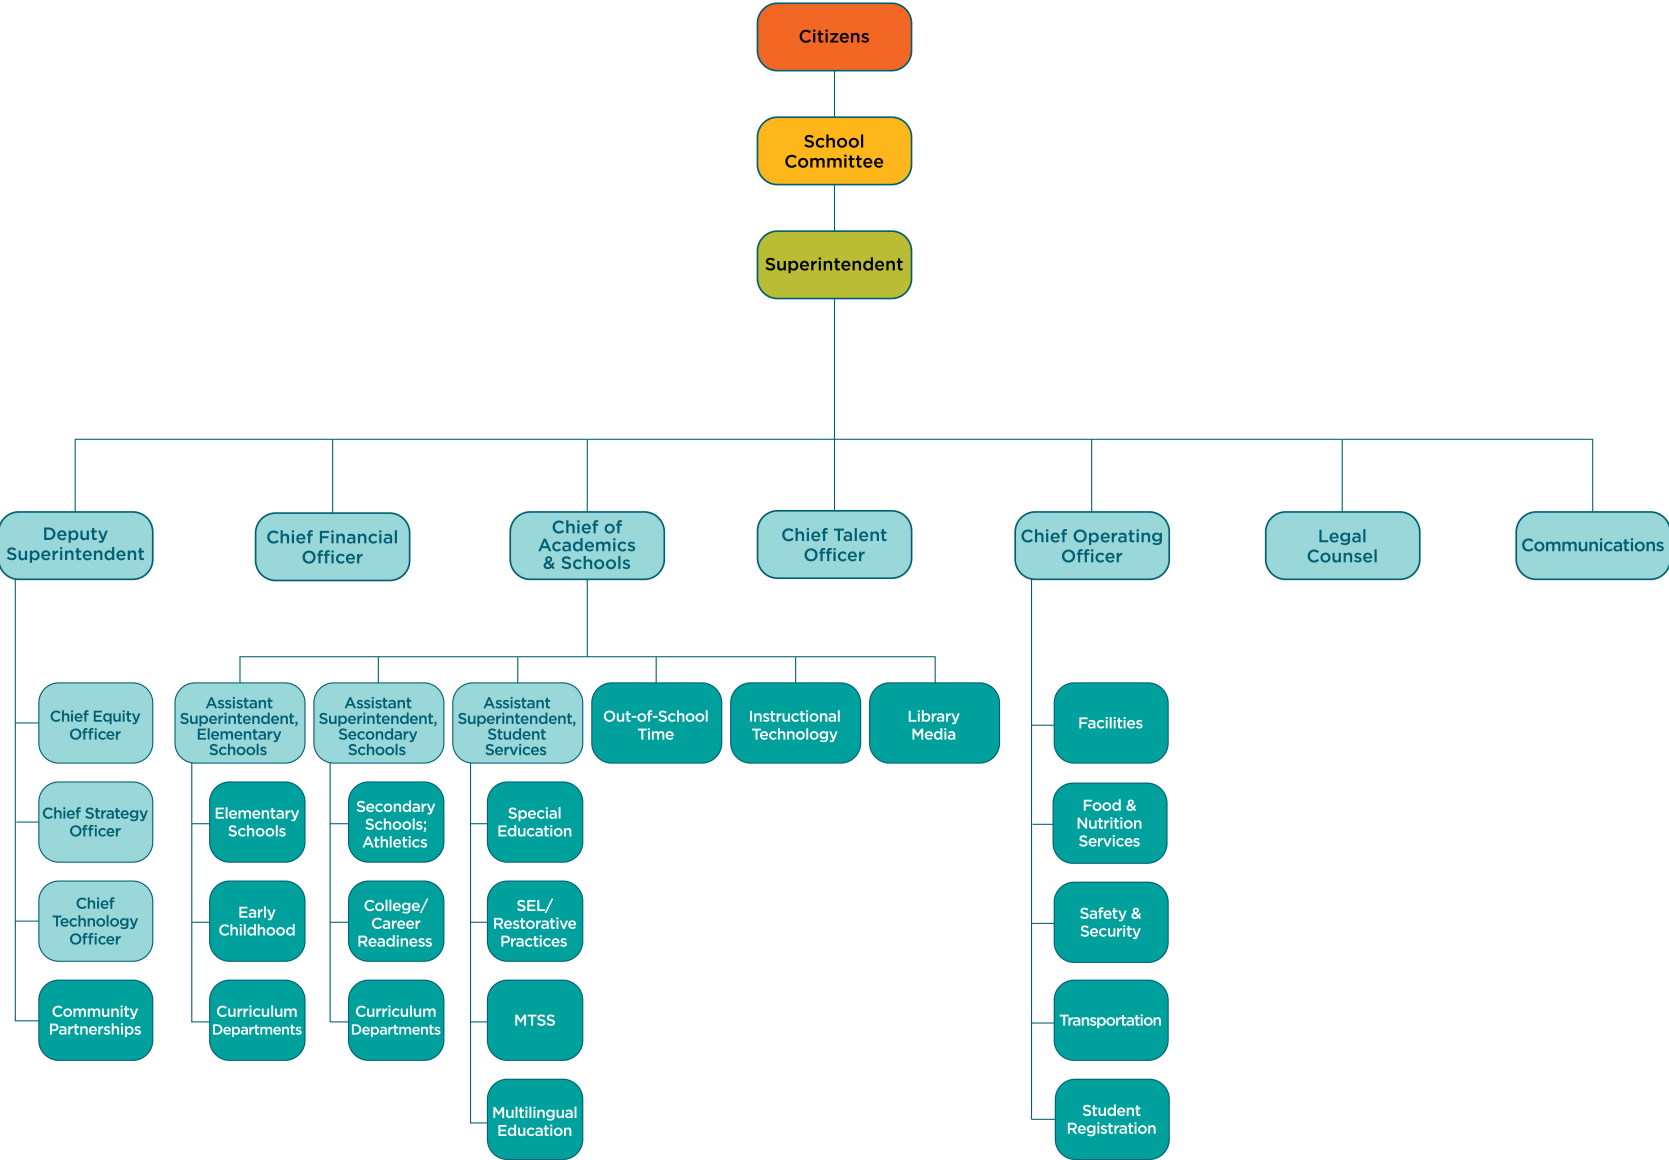 Citizens
School
Committee
Superintendent
Deputy
Superintendent
Chief Financial
Officer
Chief of
Academics
& Schools
Chief Talent
Officer
Chief Operating
Officer
Legal
Counsel
Communications
Chief Equity
Officer
Chief Strategy
Officer
Chief
Technology
Officer
Community
Partnerships
Assistant
Superintendent,
Elementary
Schools
Elementary
Schools
Early
Childhood
Curriculum
Departments
Assistant
Superintendent,
Secondary
Schools
Secondary
Schools;
Athletics
College/
Career
Readiness
Curriculum
Departments
Assistant
Superintendent,
Student
Services
Special
Education
SEL/
Restorative
Practices
MTSS
Multilingual
Education
Out-of-School
Time
Instructional
Technology
Library
Media
Facilities
Food &
Nutrition
Services
Safety &
Security
Transportation
Student
Registration